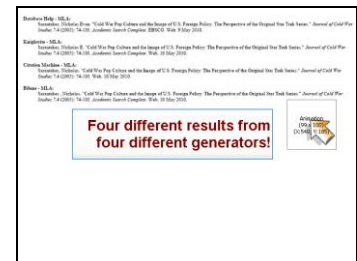 Database Help - MLA:
Sarantakes, Nicholas Evan. "Cold War Pop Culture and the Image of U.S. Foreign Policy: The Perspective of the Original Star Trek Series." Journal of Cold War
Studies 7.4 (2005): 74-103. Academic Search Complete. EBSCO. Web. 9 May 2010.
MLA:
Sarantakes, Nicholas E. "Cold War Pop Culture and the Image of U.S. Foreign Policy: The Perspective of the Original Star Trek Series." Journal of Cold War
Studies 7.4 (2005): 74-103. Academic Search Complete. Web. 10 May 2010.
Citation Machine - MLA:
Sarantakes, Nicholas. "Cold War Pop Culture and the Image of U.S. Foreign Policy: The Perspective of the Original Star Trek Series." Journal of Cold War
Studies 7.4 (2005): 74-103. Web. 10 May 2010.
MLA:
Sarantakes, Nicholas. "Cold War Pop Culture and the Image of U.S. Foreign Policy: The Perspective of the Original Star Trek Series." Journal of Cold War
Studies 7.4 (2005): 74-103. Academic Search Complete. Web. 10 May 2010.
Four different results from
four different generators!
Animation